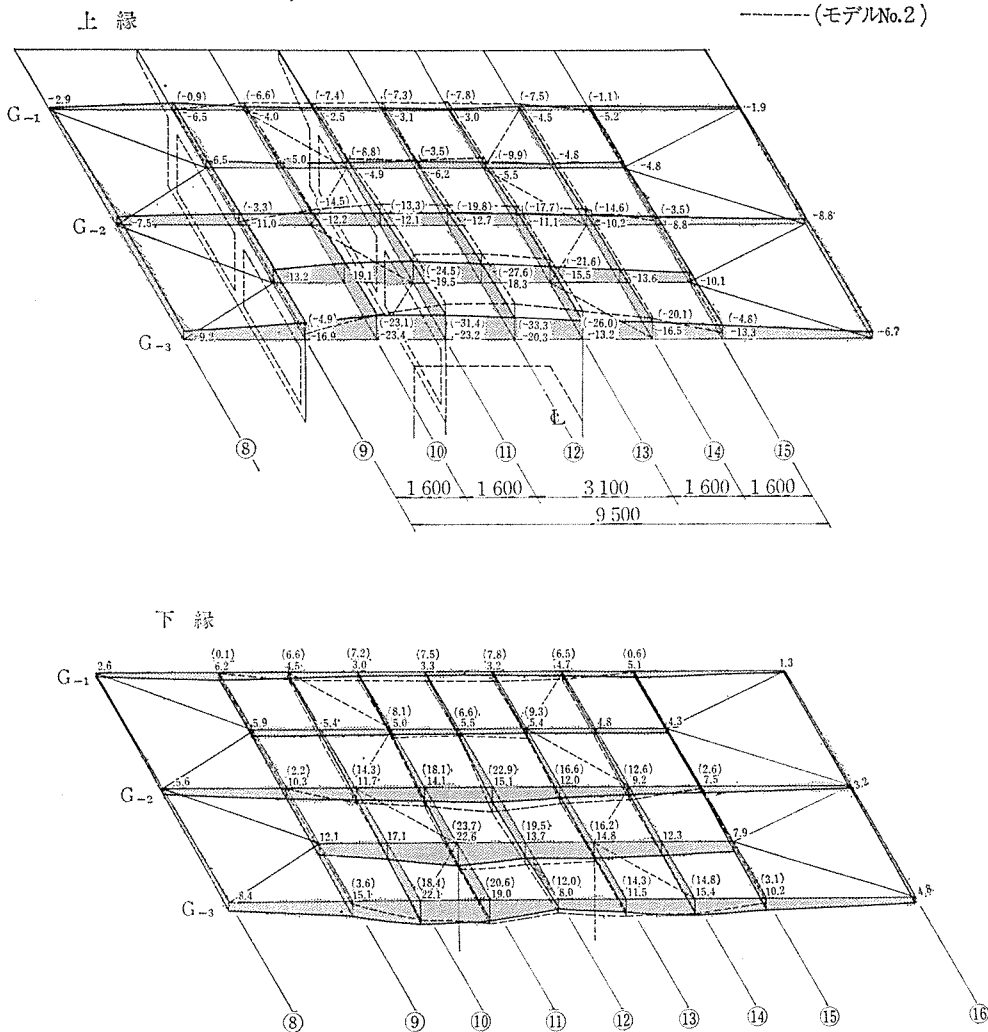 上 縁
------(モデルNo.2)
G-1
-2.9 (-0.9) (-6.6) (-7.4) (-7.3) (-7.8) (-7.5) (-1.1) -1.9
-6.5 -4.0 -2.5 -3.1 -3.0 -4.5 -5.2
(-8.8) (-3.5) (-9.9)
6.5 -5.0 -4.9 -6.2 -5.5 -4.8 -4.8
G-2
-7.5 (-3.3) (-14.5) (-13.3) (-19.8) (-17.7) (-14.6) (-3.5) -8.8
-11.0 -12.2 -12.1 -12.7 -11.1 -10.2 -8.8
(-24.5) (-27.6) (-21.6)
-13.2 -19.1 -19.5 -18.3 -15.5 -13.6 -10.1
G-3
-9.2 (-4.9) (-23.1) (-31.4) (-33.3) (-26.0) (-20.1) (-4.8) -6.7
-16.9 -23.4 -23.2 -20.3 -13.2 -16.5 -13.3
℄
⑧ ⑨ ⑩ ⑪ ⑫ ⑬ ⑭ ⑮
1 600 1 600 3 100 1 600 1 600
9 500
下 縁
G-1
2.6 (0.1) (6.6) (7.2) (7.5) (7.8) (6.5) (0.6) 1.3
6.2 4.5 3.0 3.3 3.2 4.7 5.1
(8.1) (6.6) (9.3)
5.9 5.4 5.0 5.5 5.4 4.8 4.3
G-2
5.6 (2.2) (14.3) (18.1) (22.9) (16.6) (12.6) (2.6) 3.2
10.3 11.7 14.1 15.1 12.0 9.2 7.5
(23.7) (19.5) (16.2)
12.1 17.1 22.6 13.7 14.8 12.3 7.9
G-3
8.4 (3.6) (18.4) (20.6) (12.0) (14.3) (14.8) (3.1) 4.8
15.1 22.1 19.0 8.0 11.5 15.4 10.2
⑧ ⑨ ⑩ ⑪ ⑫ ⑬ ⑭ ⑮ ⑯